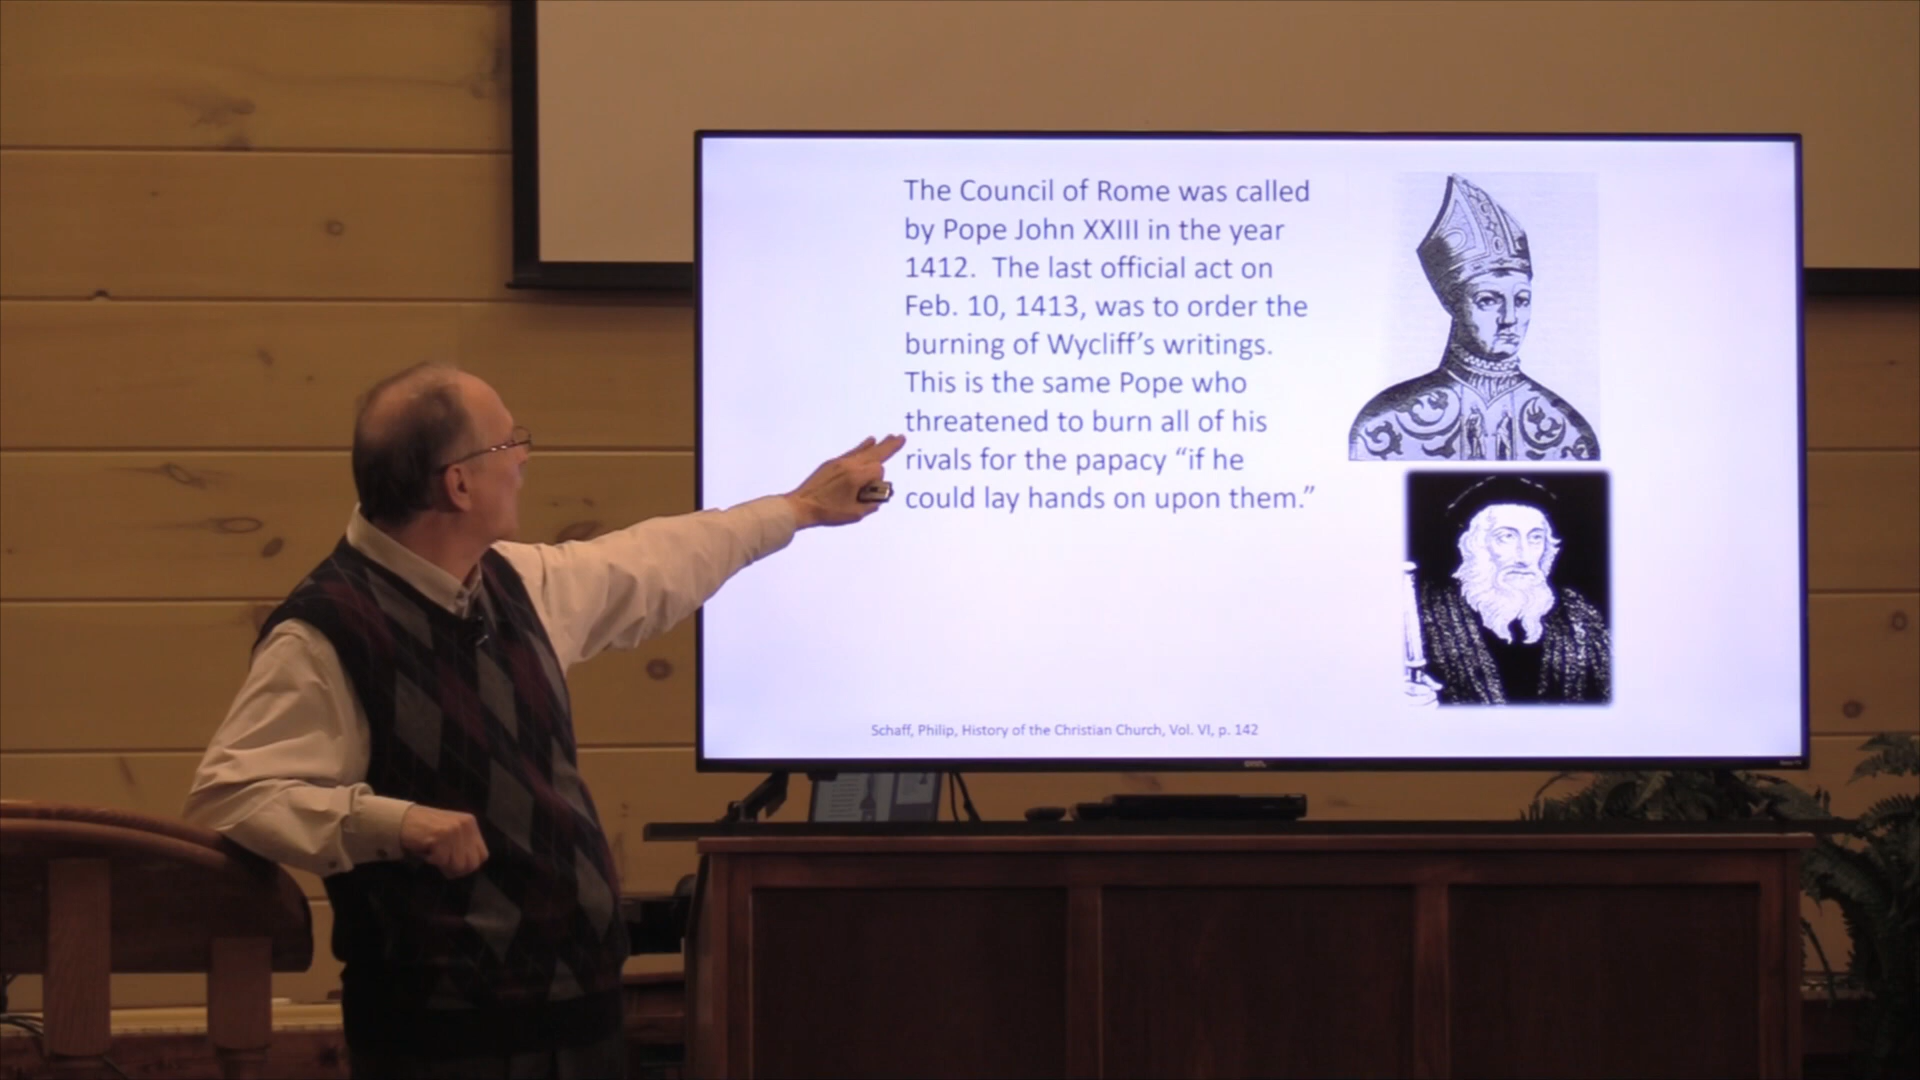 The Council of Rome was called
by Pope John XXIII in the year
1412.  The last official act on
Feb. 10, 1413, was to order the
burning of Wycliff’s writings.
This is the same Pope who
threatened to burn all of his
rivals for the papacy “if he
could lay hands on upon them.”
Schaff, Philip, History of the Christian Church, Vol. VI, p. 142